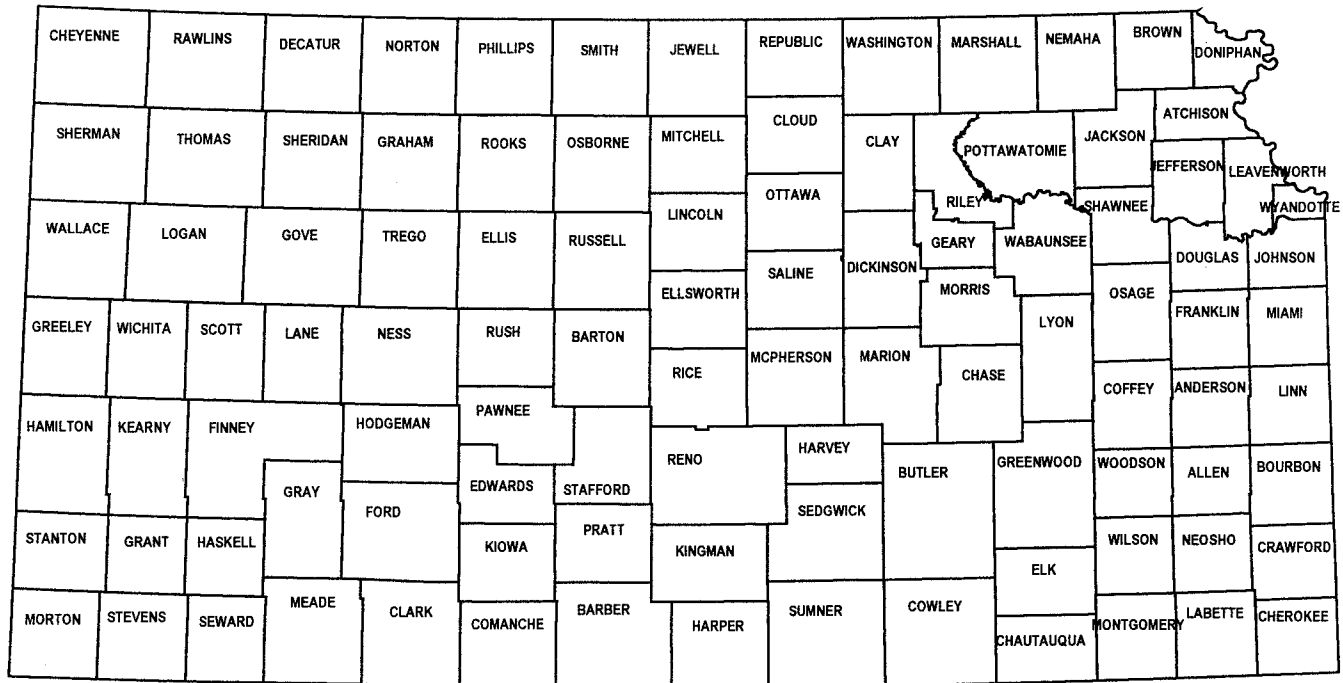 CHEYENNE
RAWLINS
DECATUR
NORTON
PHILLIPS
SMITH
JEWELL
REPUBLIC
WASHINGTON
MARSHALL
NEMAHA
BROWN
DONIPHAN
SHERMAN
THOMAS
SHERIDAN
GRAHAM
ROOKS
OSBORNE
MITCHELL
CLOUD
CLAY
POTTAWATOMIE
JACKSON
ATCHISON
JEFFERSON
LEAVENWORTH
WYANDOTTE
OTTAWA
LINCOLN
RILEY
SHAWNEE
WALLACE
LOGAN
GOVE
TREGO
ELLIS
RUSSELL
GEARY
WABAUNSEE
DOUGLAS
JOHNSON
ELLSWORTH
SALINE
DICKINSON
MORRIS
OSAGE
GREELEY
WICHITA
SCOTT
LANE
NESS
RUSH
BARTON
LYON
FRANKLIN
MIAMI
RICE
MCPHERSON
MARION
CHASE
COFFEY
ANDERSON
LINN
HAMILTON
KEARNY
FINNEY
HODGEMAN
PAWNEE
RENO
HARVEY
BUTLER
GREENWOOD
WOODSON
ALLEN
BOURBON
GRAY
FORD
EDWARDS
STAFFORD
SEDGWICK
STANTON
GRANT
HASKELL
KIOWA
PRATT
KINGMAN
WILSON
NEOSHO
CRAWFORD
ELK
MORTON
STEVENS
SEWARD
MEADE
CLARK
COMANCHE
BARBER
HARPER
SUMNER
COWLEY
CHAUTAUQUA
MONTGOMERY
LABETTE
CHEROKEE